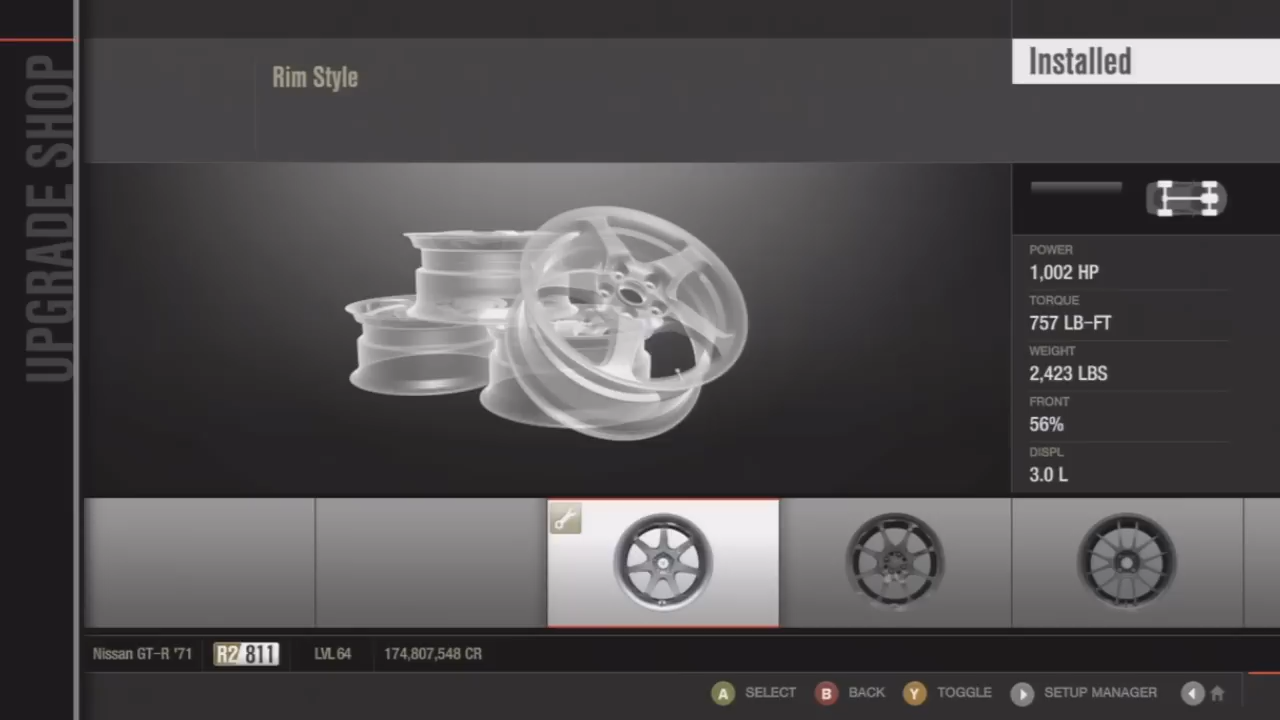 UPGRADE SHOP
Rim Style
Installed
POWER
1,002 HP
TORQUE
757 LB-FT
WEIGHT
2,423 LBS
FRONT
56%
DISPL
3.0 L
Nissan GT-R '71 R2 811 LVL 64 174,807,548 CR
A SELECT B BACK Y TOGGLE SETUP MANAGER